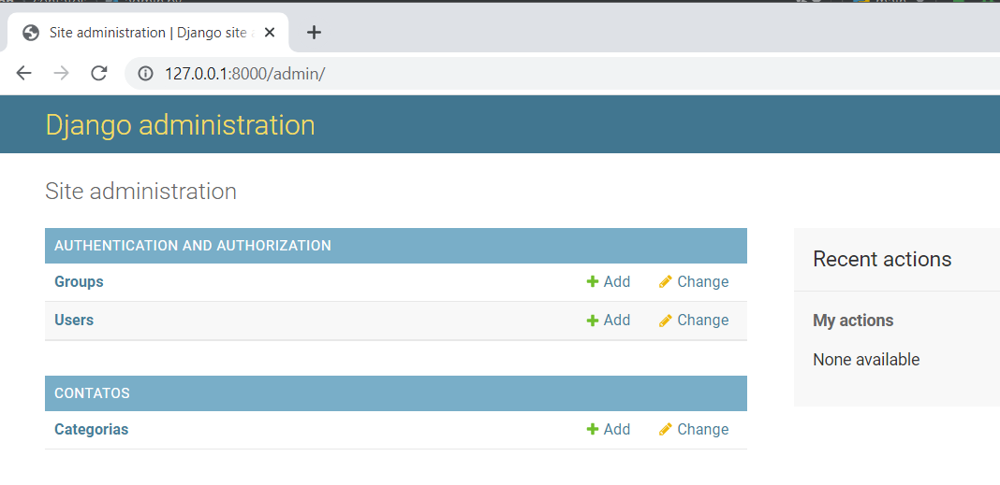 Site administration | Django site
127.0.0.1:8000/admin/
Django administration
Site administration
AUTHENTICATION AND AUTHORIZATION
Groups Add Change
Users Add Change
CONTATOS
Categorias Add Change
Recent actions
My actions
None available